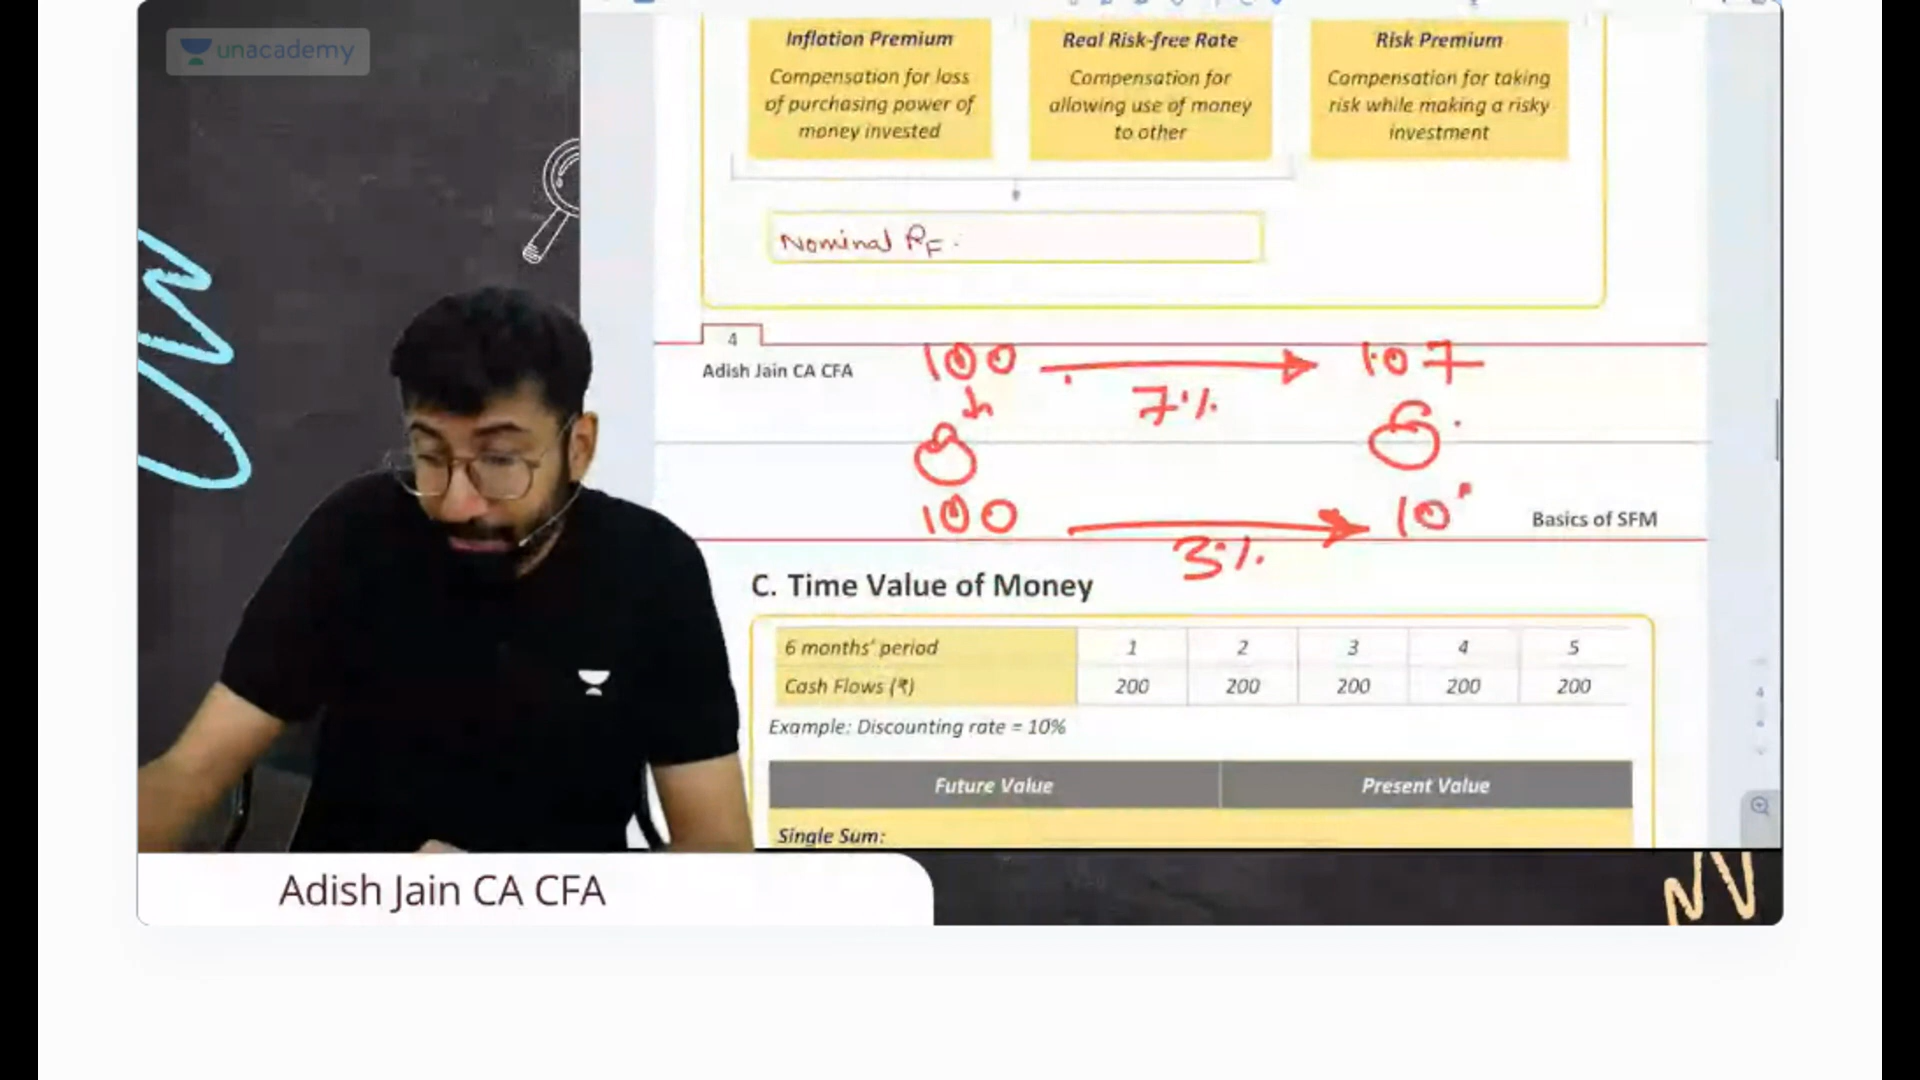 unacademy
Inflation Premium
Compensation for loss
of purchasing power of
money invested
Real Risk-free Rate
Compensation for
allowing use of money
to other
Risk Premium
Compensation for taking
risk while making a risky
investment
Nominal RF
4
Adish Jain CA CFA
100
7%
107
100
3%
10
Basics of SFM
C. Time Value of Money
6 months' period 1 2 3 4 5
Cash Flows (₹) 200 200 200 200 200
Example: Discounting rate = 10%
Future Value Present Value
Single Sum:
4
Adish Jain CA CFA